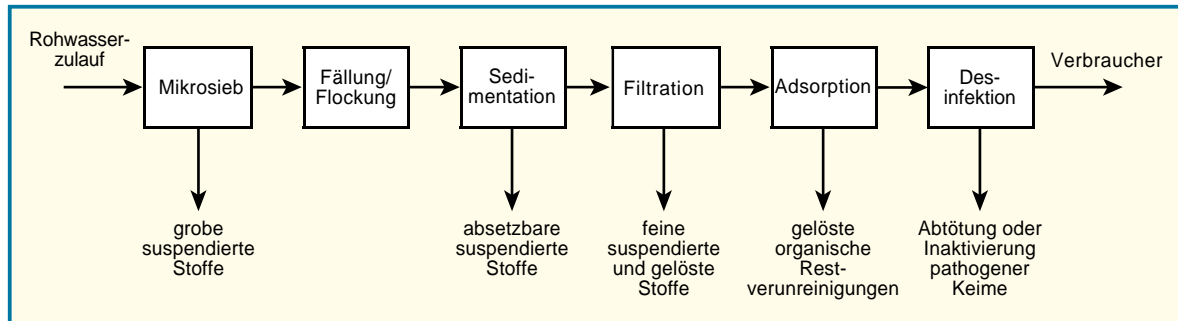 Rohwasser-
zulauf
Mikrosieb
Fällung/
Flockung
Sedi-
mentation
Filtration
Adsorption
Des-
infektion
Verbraucher
grobe
suspendierte
Stoffe
absetzbare
suspendierte
Stoffe
feine
suspendierte
und gelöste
Stoffe
gelöste
organische
Rest-
verunreinigungen
Abtötung oder
Inaktivierung
pathogener
Keime